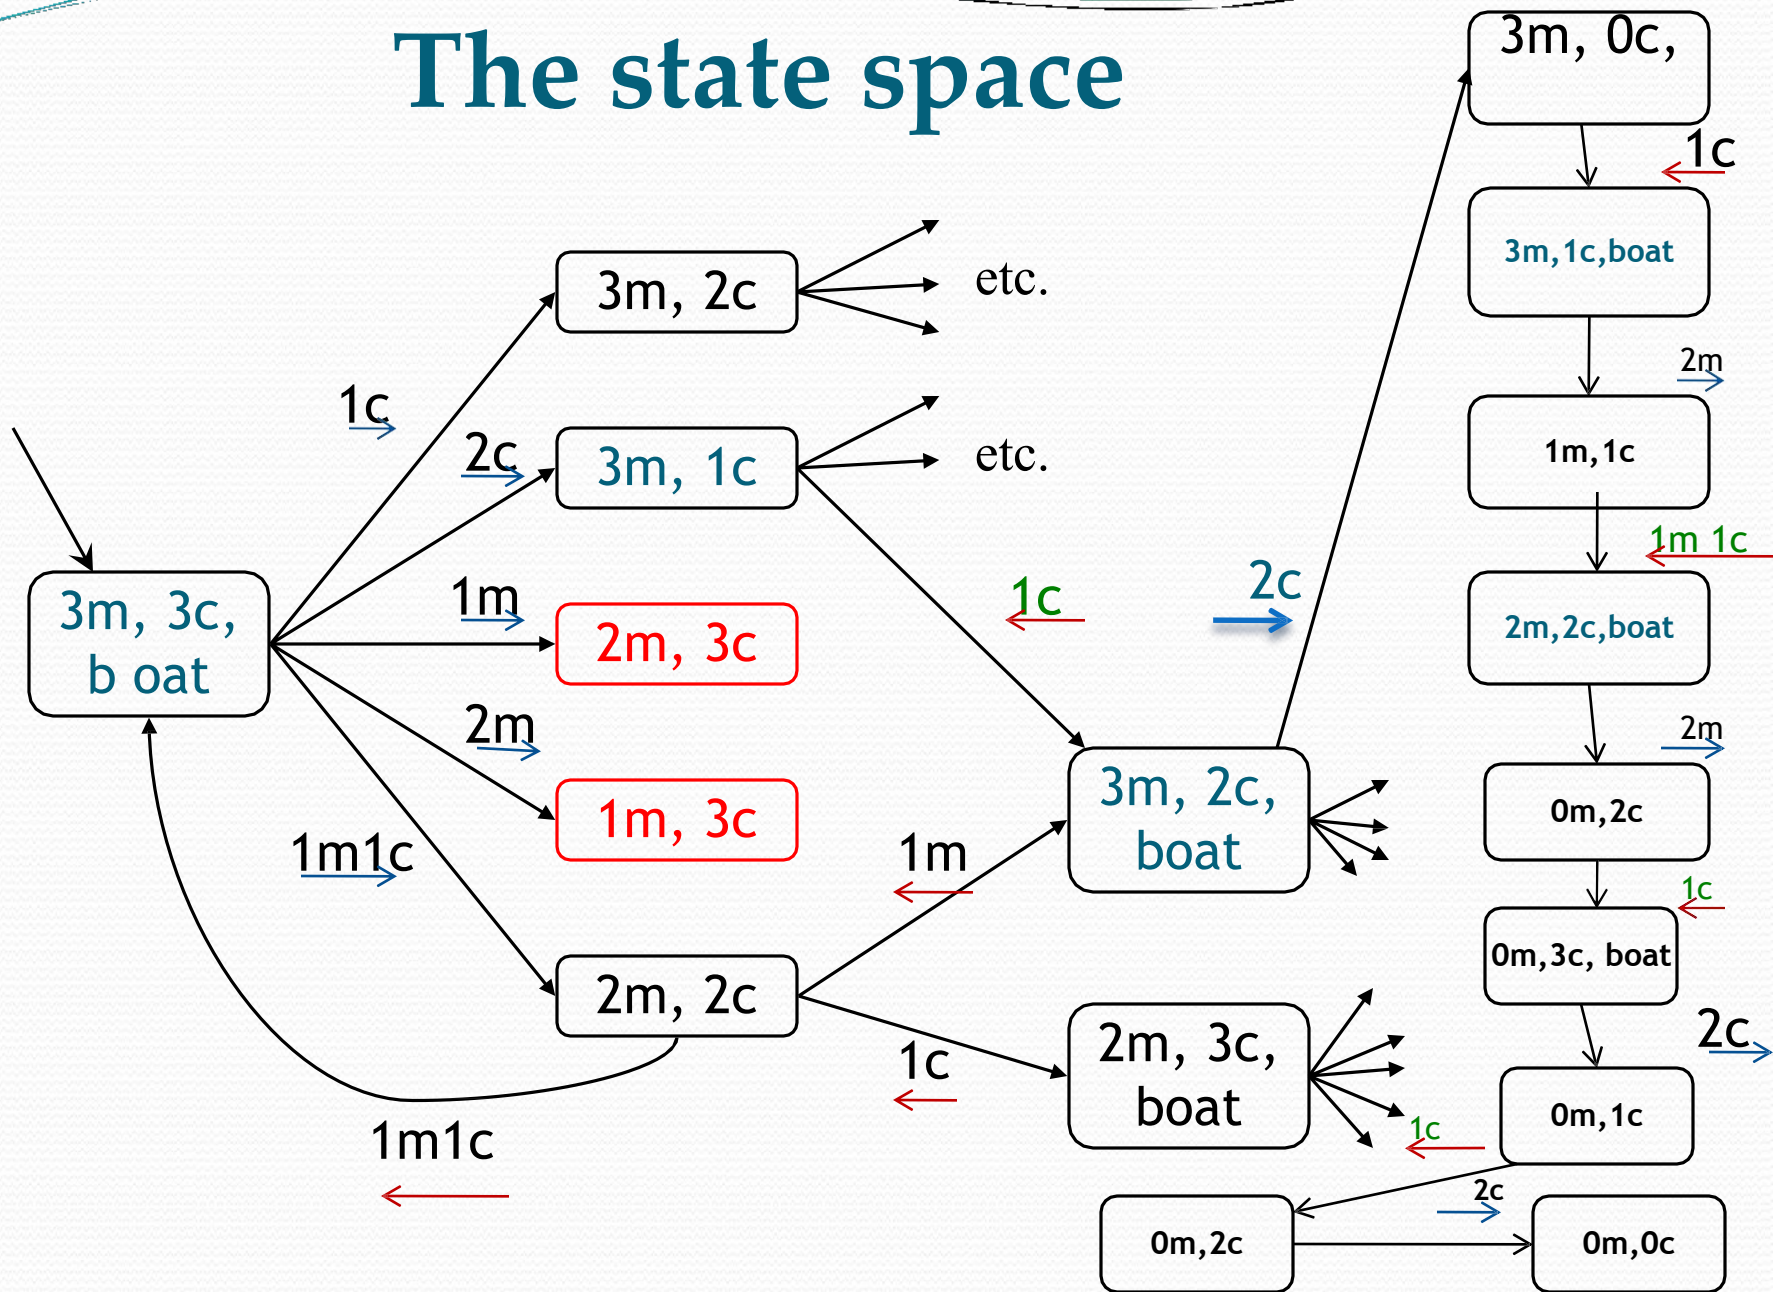 The state space
3m, 0c,
1c
3m,1c,boat
2m
1m,1c
1m 1c
2m,2c,boat
2m
0m,2c
1c
0m,3c, boat
2c
0m,1c
1c
2c
0m,2c
0m,0c
3m, 2c
etc.
1c
2c
3m, 1c
etc.
1m
2m, 3c
1c
2c
3m, 3c,
b oat
2m
1m, 3c
3m, 2c,
boat
1m1c
1m
2m, 2c
1c
2m, 3c,
boat
1m1c